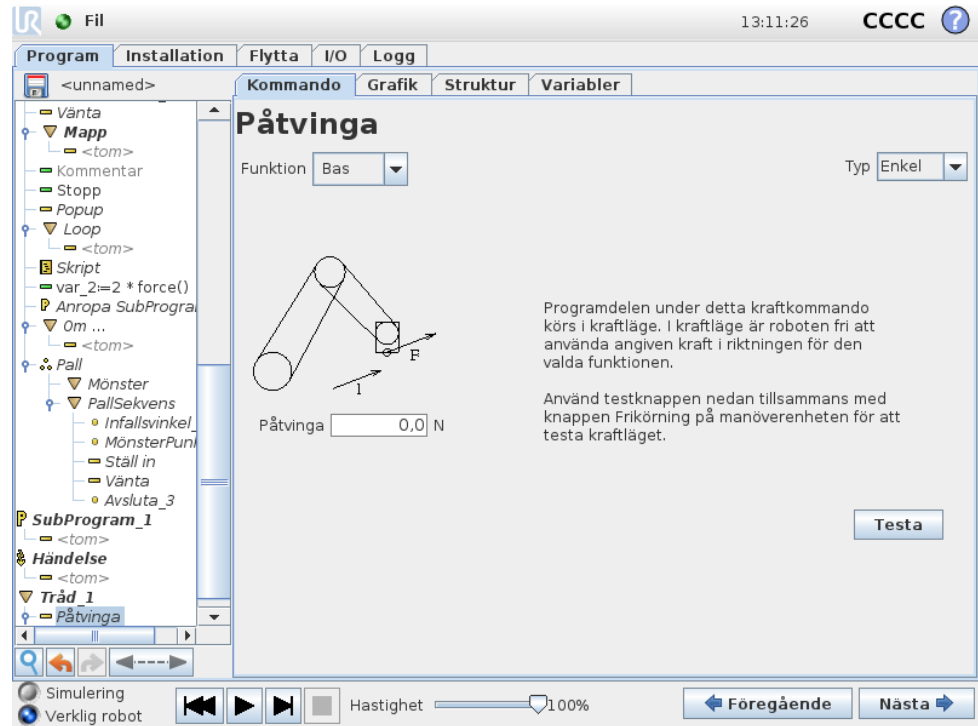 UR Fil 13:11:26 CCCC ?
Program Installation Flytta I/O Logg
<unnamed>
Kommando Grafik Struktur Variabler
Vänta
Mapp
<tom>
Kommentar
Stopp
Popup
Loop
<tom>
Skript
var_2:=2 * force()
P Anropa SubProgra
Om ...
<tom>
Pall
Mönster
PallSekvens
Infallsvinkel_
MönsterPun
Ställ in
Vänta
Avsluta_3
P SubProgram_1
<tom>
Händelse
<tom>
Tråd_1
Påtvinga
Påtvinga
Funktion Bas
Typ Enkel
F
1
Påtvinga 0,0 N
Programdelen under detta kraftkommando
körs i kraftläge. I kraftläge är roboten fri att
använda angiven kraft i riktningen för den
valda funktionen.
Använd testknappen nedan tillsammans med
knappen Frikörning på manöverenheten för att
testa kraftläget.
Testa
Simulering
Verklig robot
Hastighet 100%
Föregående
Nästa